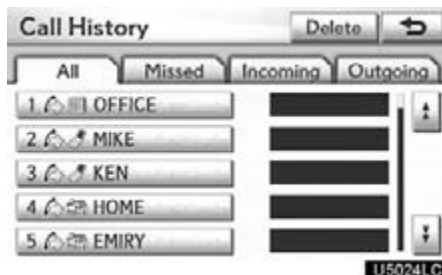 Call History Delete
All Missed Incoming Outgoing
1 OFFICE
2 MIKE
3 KEN
4 HOME
5 EMIRY
U5024LC